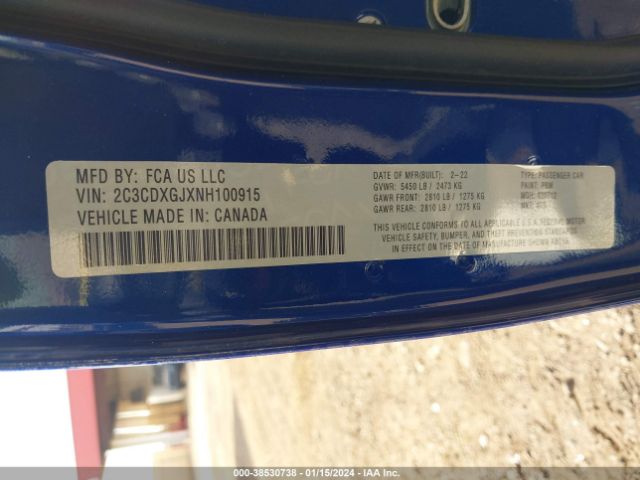 MFD BY: FCA US LLC
VIN: 2C3CDXGJXNH100915
VEHICLE MADE IN: CANADA
DATE OF MFR(BUILT): 2-22
GVWR: 5450 LB / 2473 KG
GAWR FRONT: 2810 LB / 1275 KG
GAWR REAR: 2810 LB / 1275 KG
TYPE: PASSENGER CAR
PAINT: PBM
MDH:
THIS VEHICLE CONFORMS TO ALL APPLICABLE U.S.A. FEDERAL MOTOR
VEHICLE SAFETY, BUMPER, AND THEFT PREVENTION STANDARDS
IN EFFECT ON THE DATE OF MANUFACTURE SHOWN ABOVE.
000-38530738 - 01/15/2024 - IAA Inc.